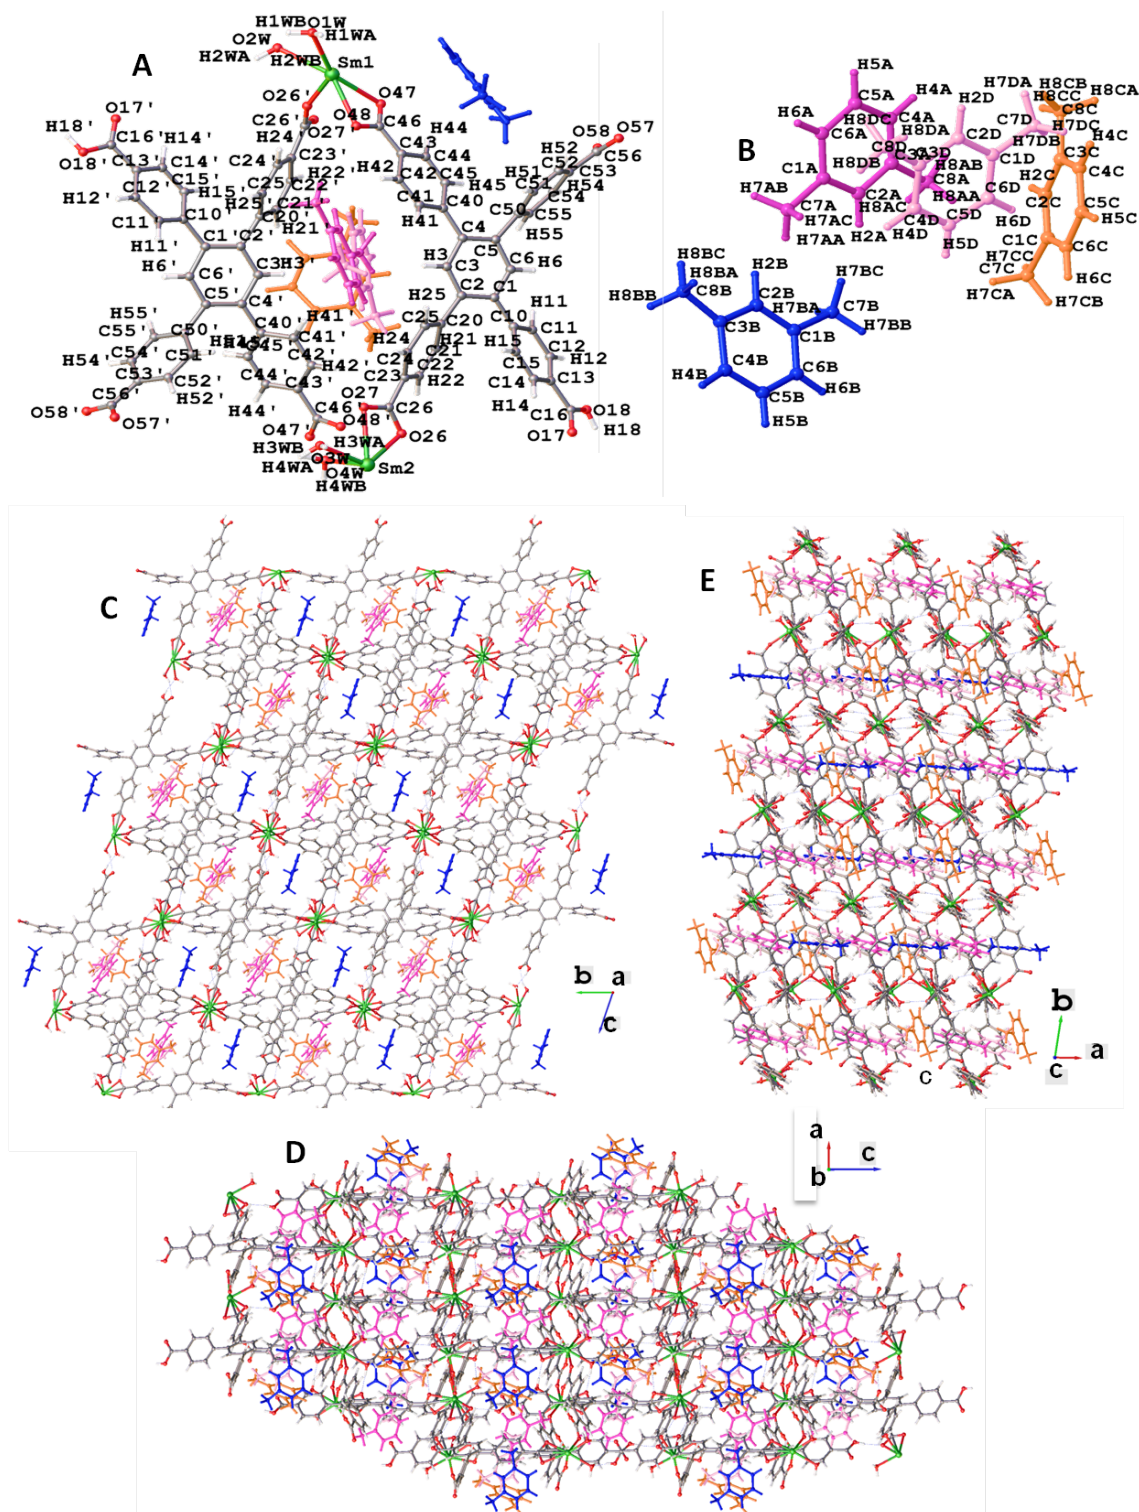 A
H1WB O1W
O2W H1WA
H2WA H2WB Sm1
O17' O26' O47
H18' C16' H14' C26' O48 C46
O18' C13' C14' H24' O27' C43 H44
C12' C15' C24' C23' H42 C44
H12' H15' C25' C22' H22' C42 C45
C11' C10' H25' C21' C41 C40 H45
H11' C1' C2' C20' H21' H41 C4
H6' C6' C3' H3' H3 C3 C5 C6 H6
C5' C4' H41' H25 C2 C1
O58 O57
H52 C56
C52 C53
H51 C51 H54
C50 C54
C55
H55
H55' C50' C40' C41' C25 C20 C10 H11
C55' C51' C45' C42' H24 H21 H15 C11
H54' C54' C44' H42' C24 C21 C15 C12 H12
C53' C52' C43' C23 C22 C14 C13
C56' H52' H44' C46' O27 H22 H14
O58' O57' O47' O48' C26 C16 O18
H3WB H3WA O26 O17 H18
H4WA O3W
O4W Sm2
H4WB
B
H5A
C5A H4A
H6A C4A
C6A H8DC H8DA
H8DB C8D
C1A C3A C3D
H7AB C2A C8A H8AB
C7A H8AC H8AA
H7AC H2A
H7AA
H2D C2D
H7DA C7D
H7DC
H7DB
C1D
C6D
C4D C5D H6D
H4D H5D
H8CB H8CA
H8CC
C8C
H4C
C3C C4C
H2C
C2C C5C H5C
C1C C6C
H7CC
C7C H6C
H7CA H7CB
H8BC
H8BA H2B H7BC
H8BB C8B C2B
H7BA C7B
C3B C1B H7BB
C4B C6B
H4B C5B H6B
H5B
C
b a
c
E
b
a
c
C
D
a
c
b